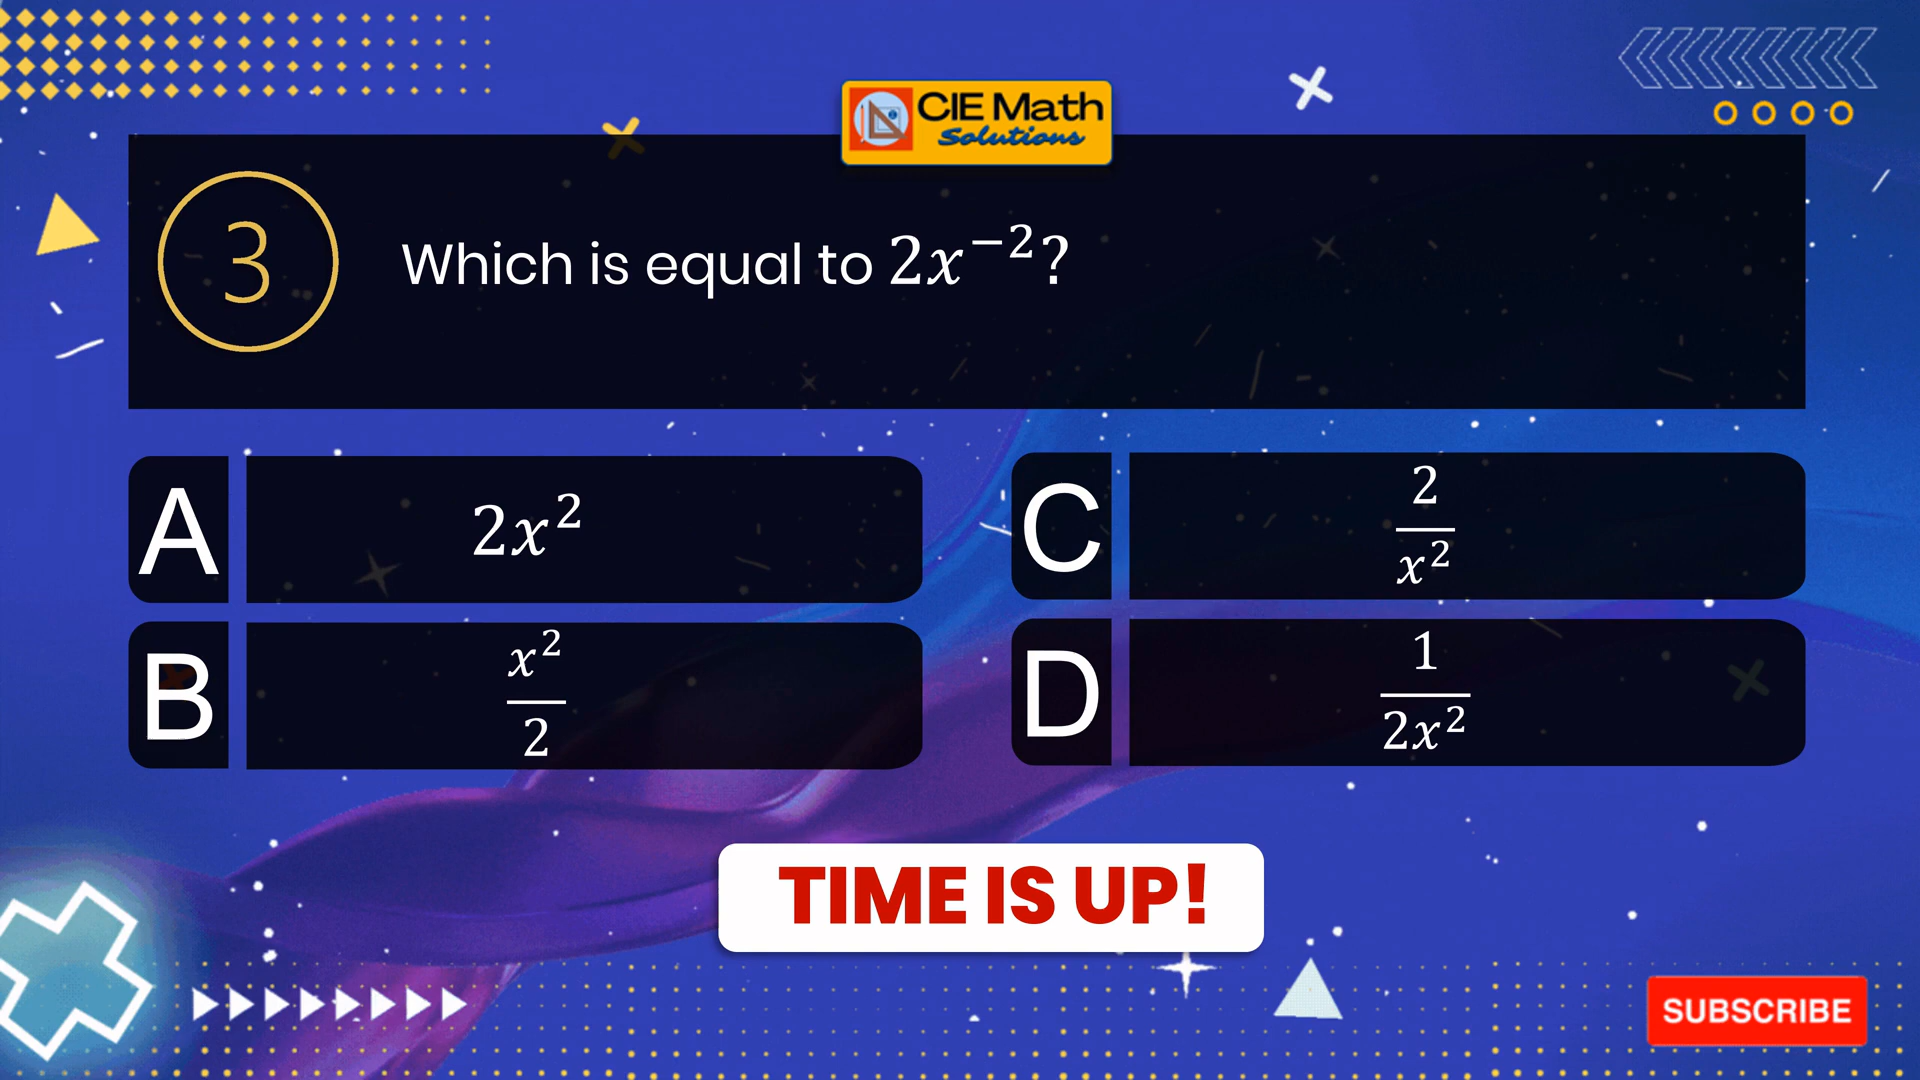 CIE Math
Solutions
3
Which is equal to 2x⁻²?
A
2x²
B
x²
2
C
2
x²
D
1
2x²
TIME IS UP!
SUBSCRIBE